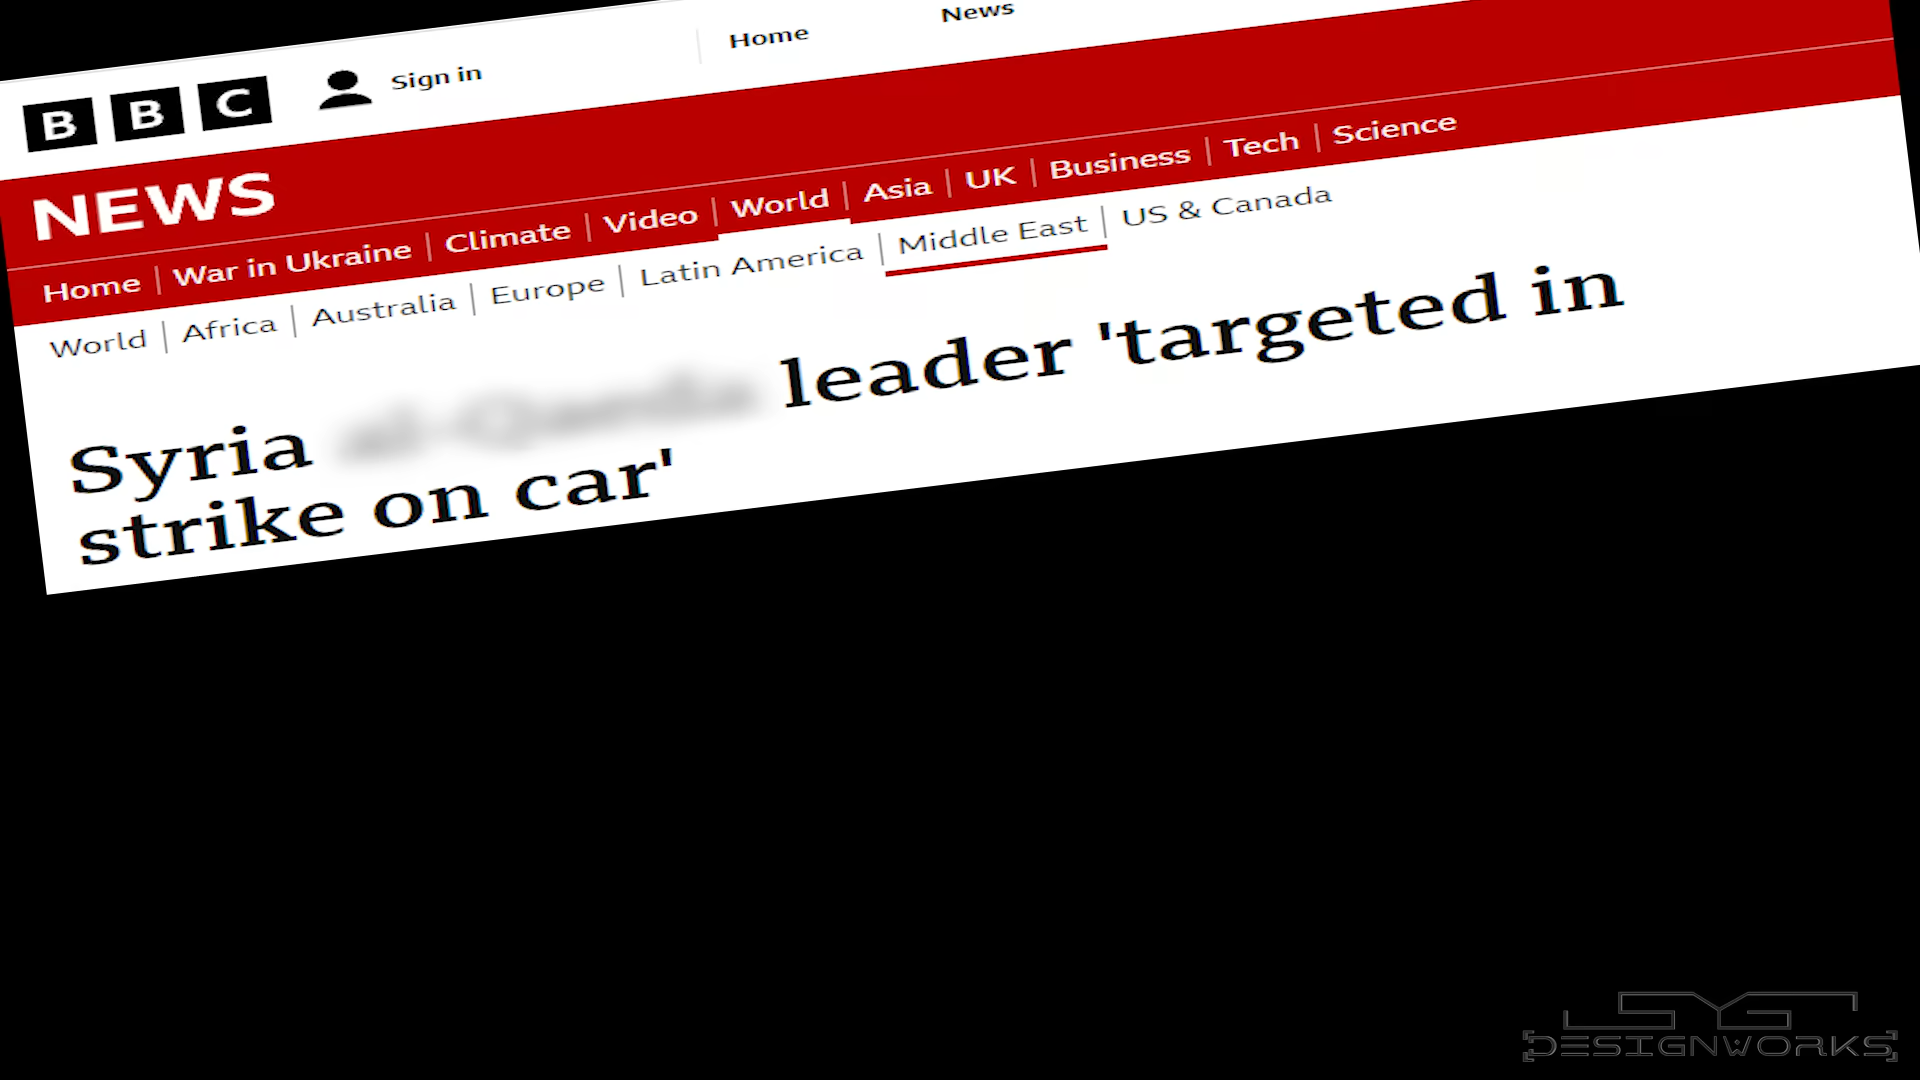 BBC Sign in Home News
NEWS
Home War in Ukraine Climate Video World Asia UK Business Tech Science
World Africa Australia Europe Latin America Middle East US & Canada
Syria leader 'targeted in
strike on car'
SYT
DESIGNWORKS